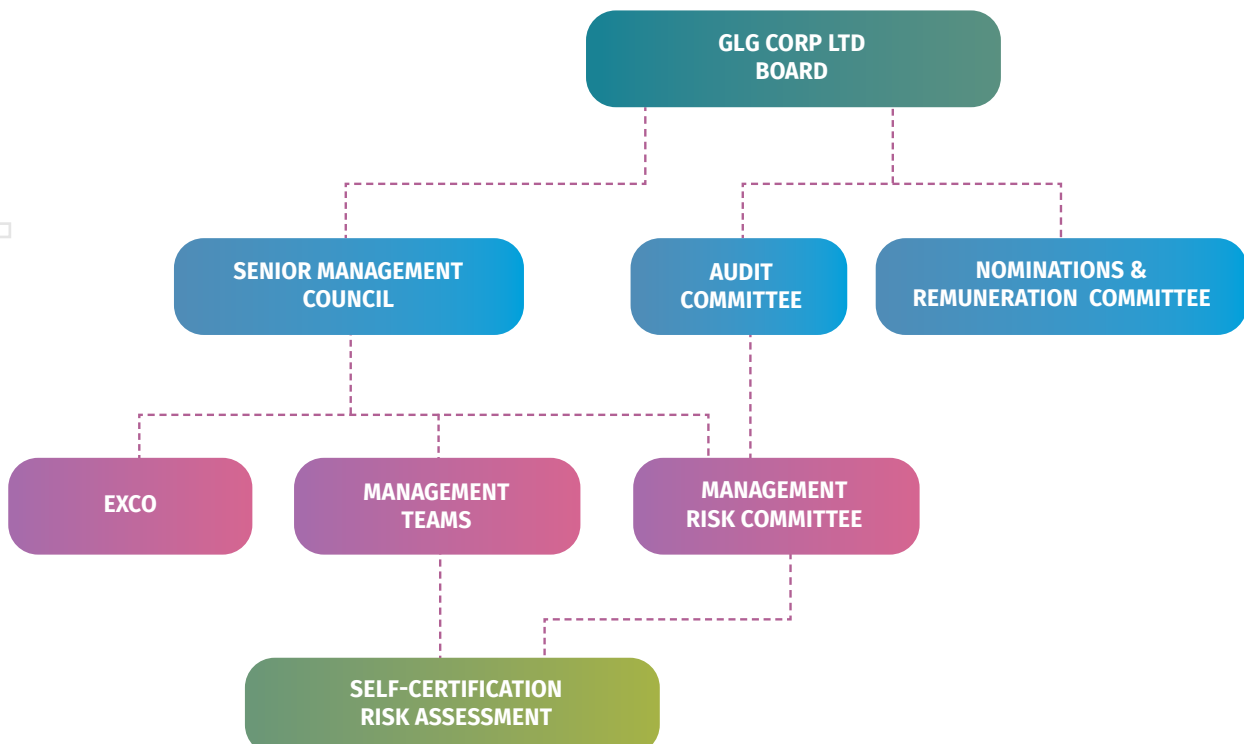 GLG CORP LTD
BOARD
SENIOR MANAGEMENT
COUNCIL
AUDIT
COMMITTEE
NOMINATIONS &
REMUNERATION COMMITTEE
EXCO
MANAGEMENT
TEAMS
MANAGEMENT
RISK COMMITTEE
SELF-CERTIFICATION
RISK ASSESSMENT